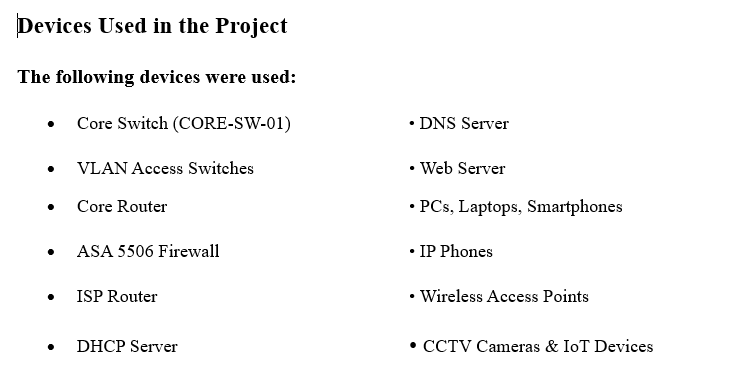 Devices Used in the Project
The following devices were used:
• Core Switch (CORE-SW-01)
• VLAN Access Switches
• Core Router
• ASA 5506 Firewall
• ISP Router
• DHCP Server
• DNS Server
• Web Server
• PCs, Laptops, Smartphones
• IP Phones
• Wireless Access Points
• CCTV Cameras & IoT Devices